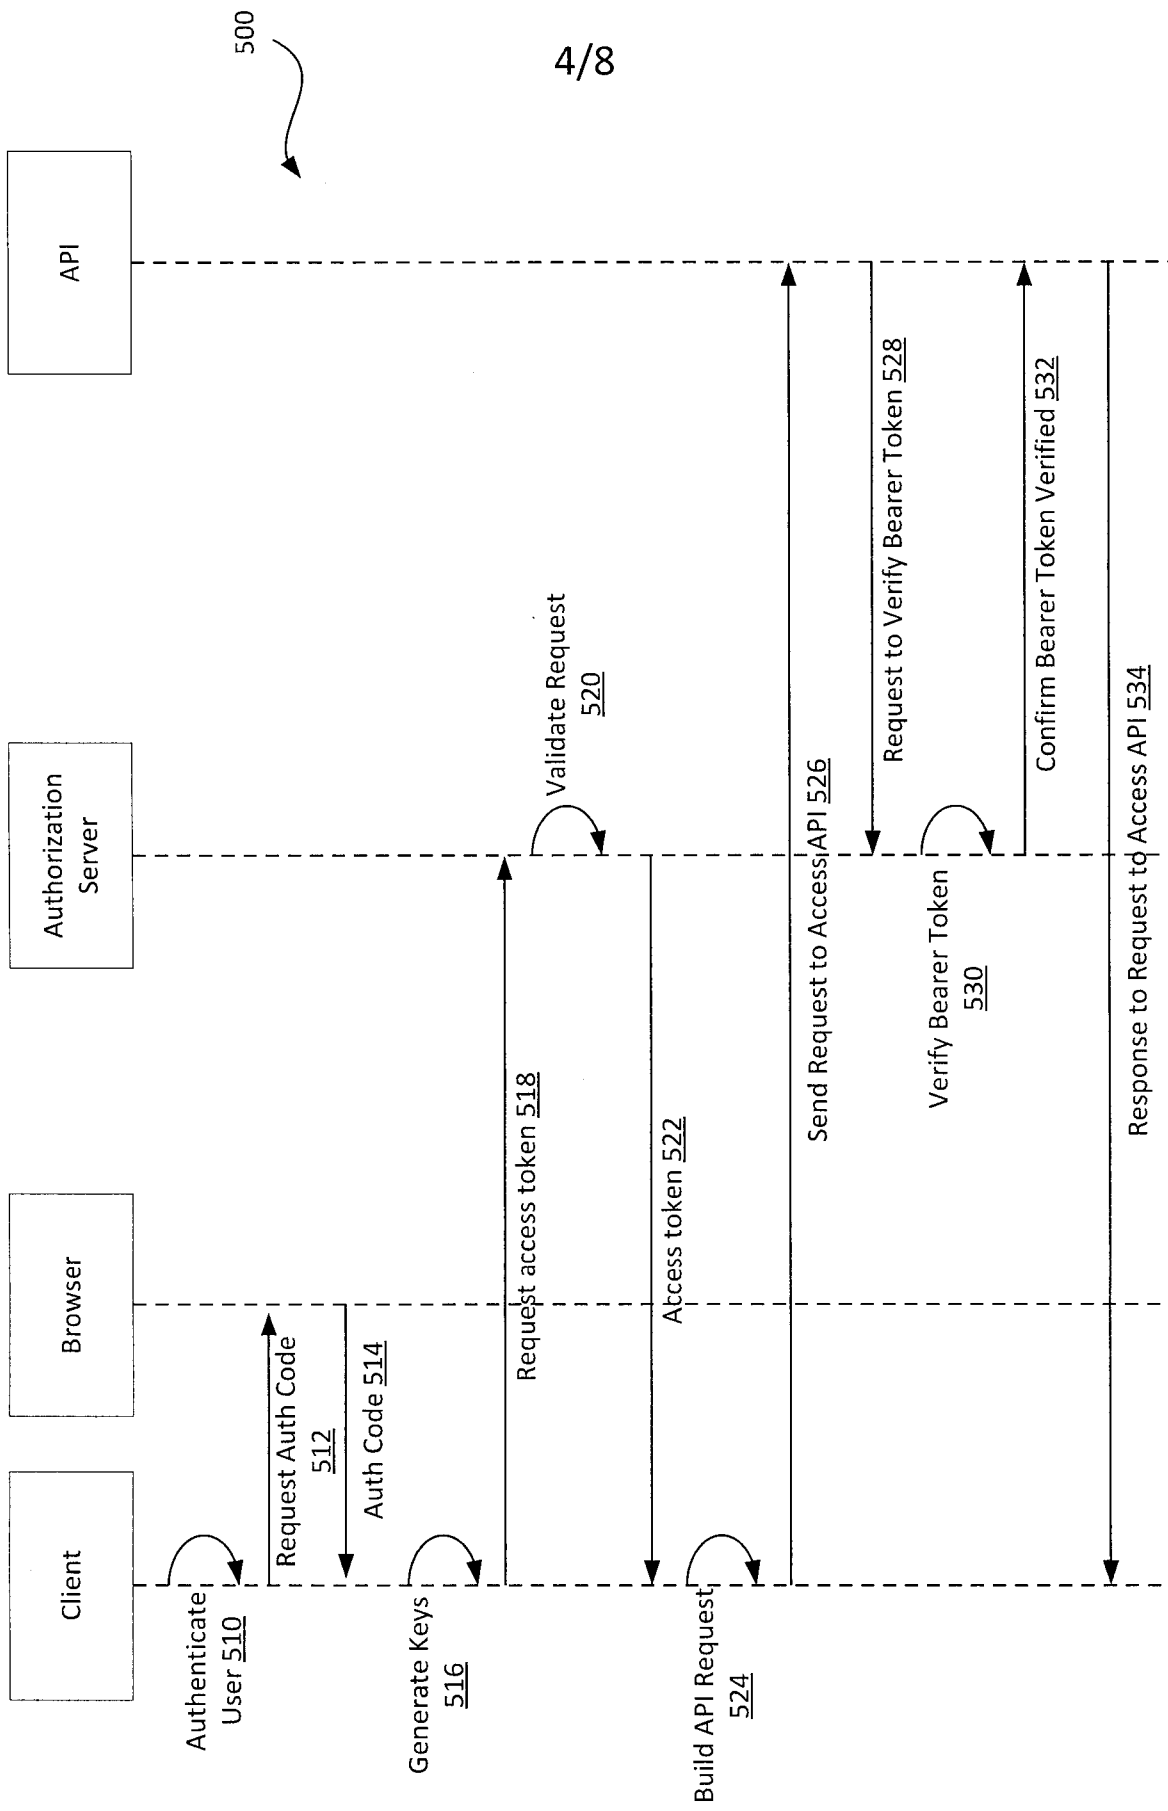 4/8
500
Client
Browser
Authorization
Server
API
Authenticate
User 510
Request Auth Code
512
Auth Code 514
Generate Keys
516
Request access token 518
Validate Request
520
Access token 522
Build API Request
524
Send Request to Access API 526
Request to Verify Bearer Token 528
Verify Bearer Token
530
Confirm Bearer Token Verified 532
Response to Request to Access API 534